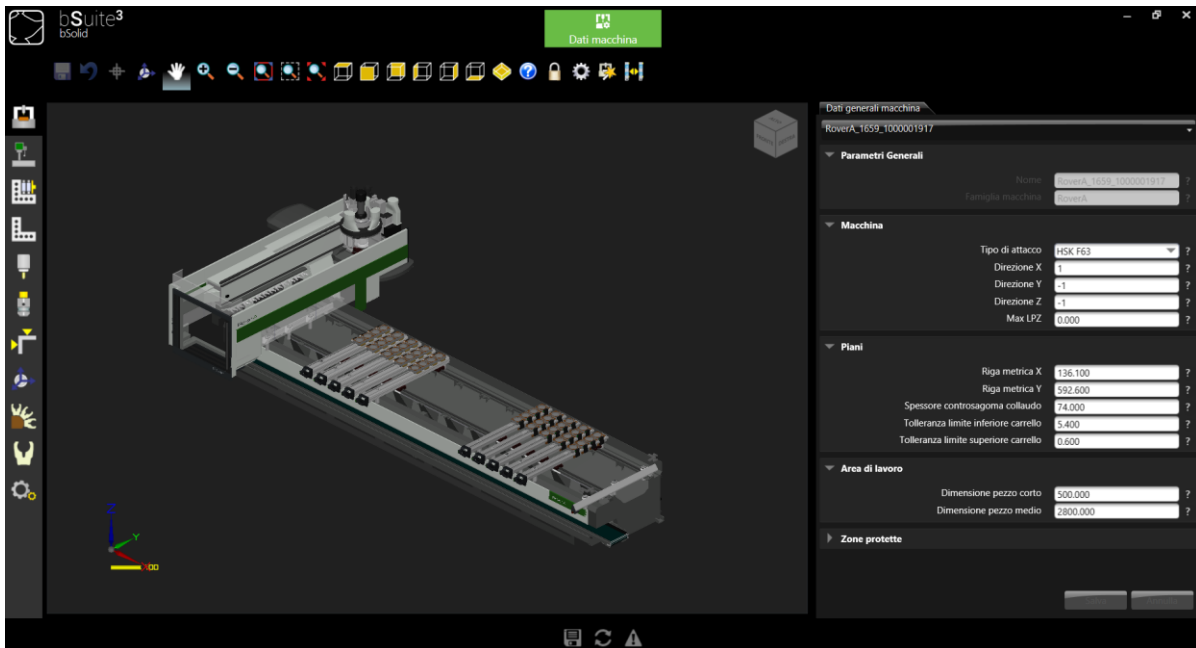 bSuite³
bSolid
Dati macchina
Dati generali macchina
RoverA_1659_1000001917
Parametri Generali
Nome RoverA_1659_1000001917 ?
Famiglia macchina RoverA ?
Macchina
Tipo di attacco HSK F63 ?
Direzione X 1 ?
Direzione Y -1 ?
Direzione Z -1 ?
Max LPZ 0.000 ?
Piani
Riga metrica X 136.100 ?
Riga metrica Y 592.600 ?
Spessore controsagoma collaudo 74.000 ?
Tolleranza limite inferiore carrello 5.400 ?
Tolleranza limite superiore carrello 0.600 ?
Area di lavoro
Dimensione pezzo corto 500.000 ?
Dimensione pezzo medio 2800.000 ?
Zone protette
Z
Y